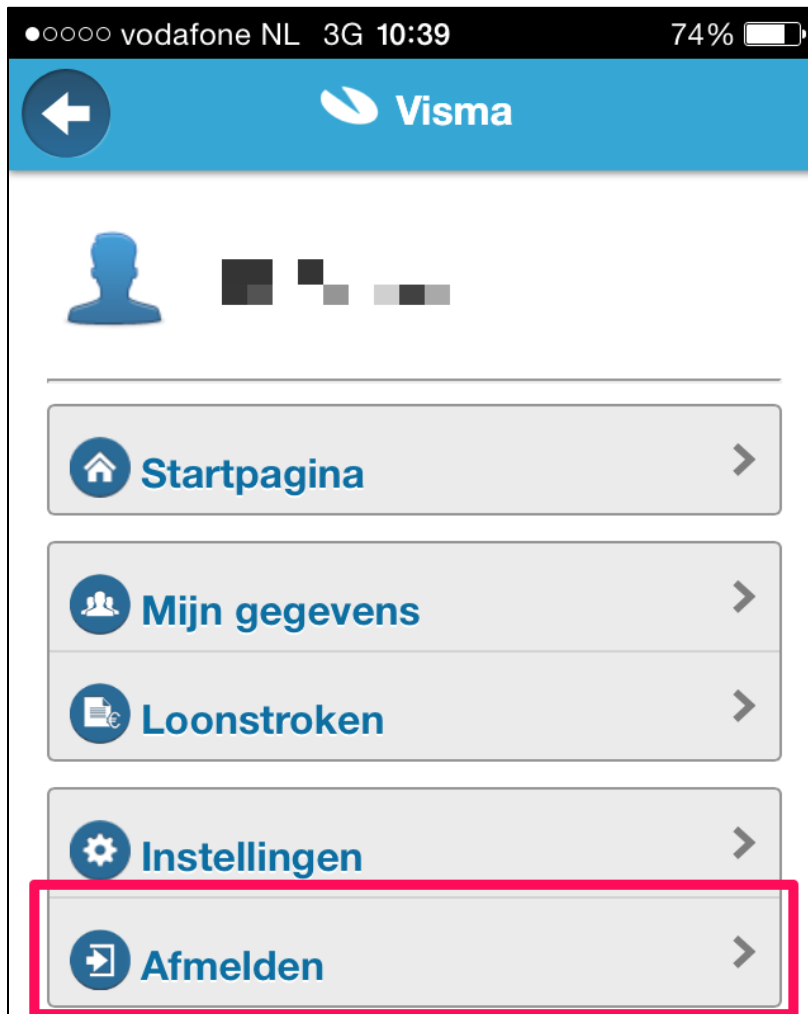 vodafone NL 3G 10:39 74%
Visma
Startpagina
Mijn gegevens
Loonstroken
Instellingen
Afmelden